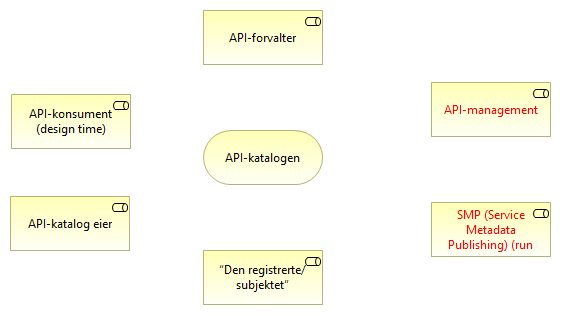 API-forvalter
API-konsument
(design time)
API-management
API-katalogen
API-katalog eier
SMP (Service
Metadata
Publishing) (run
“Den registrerte/
subjektet”